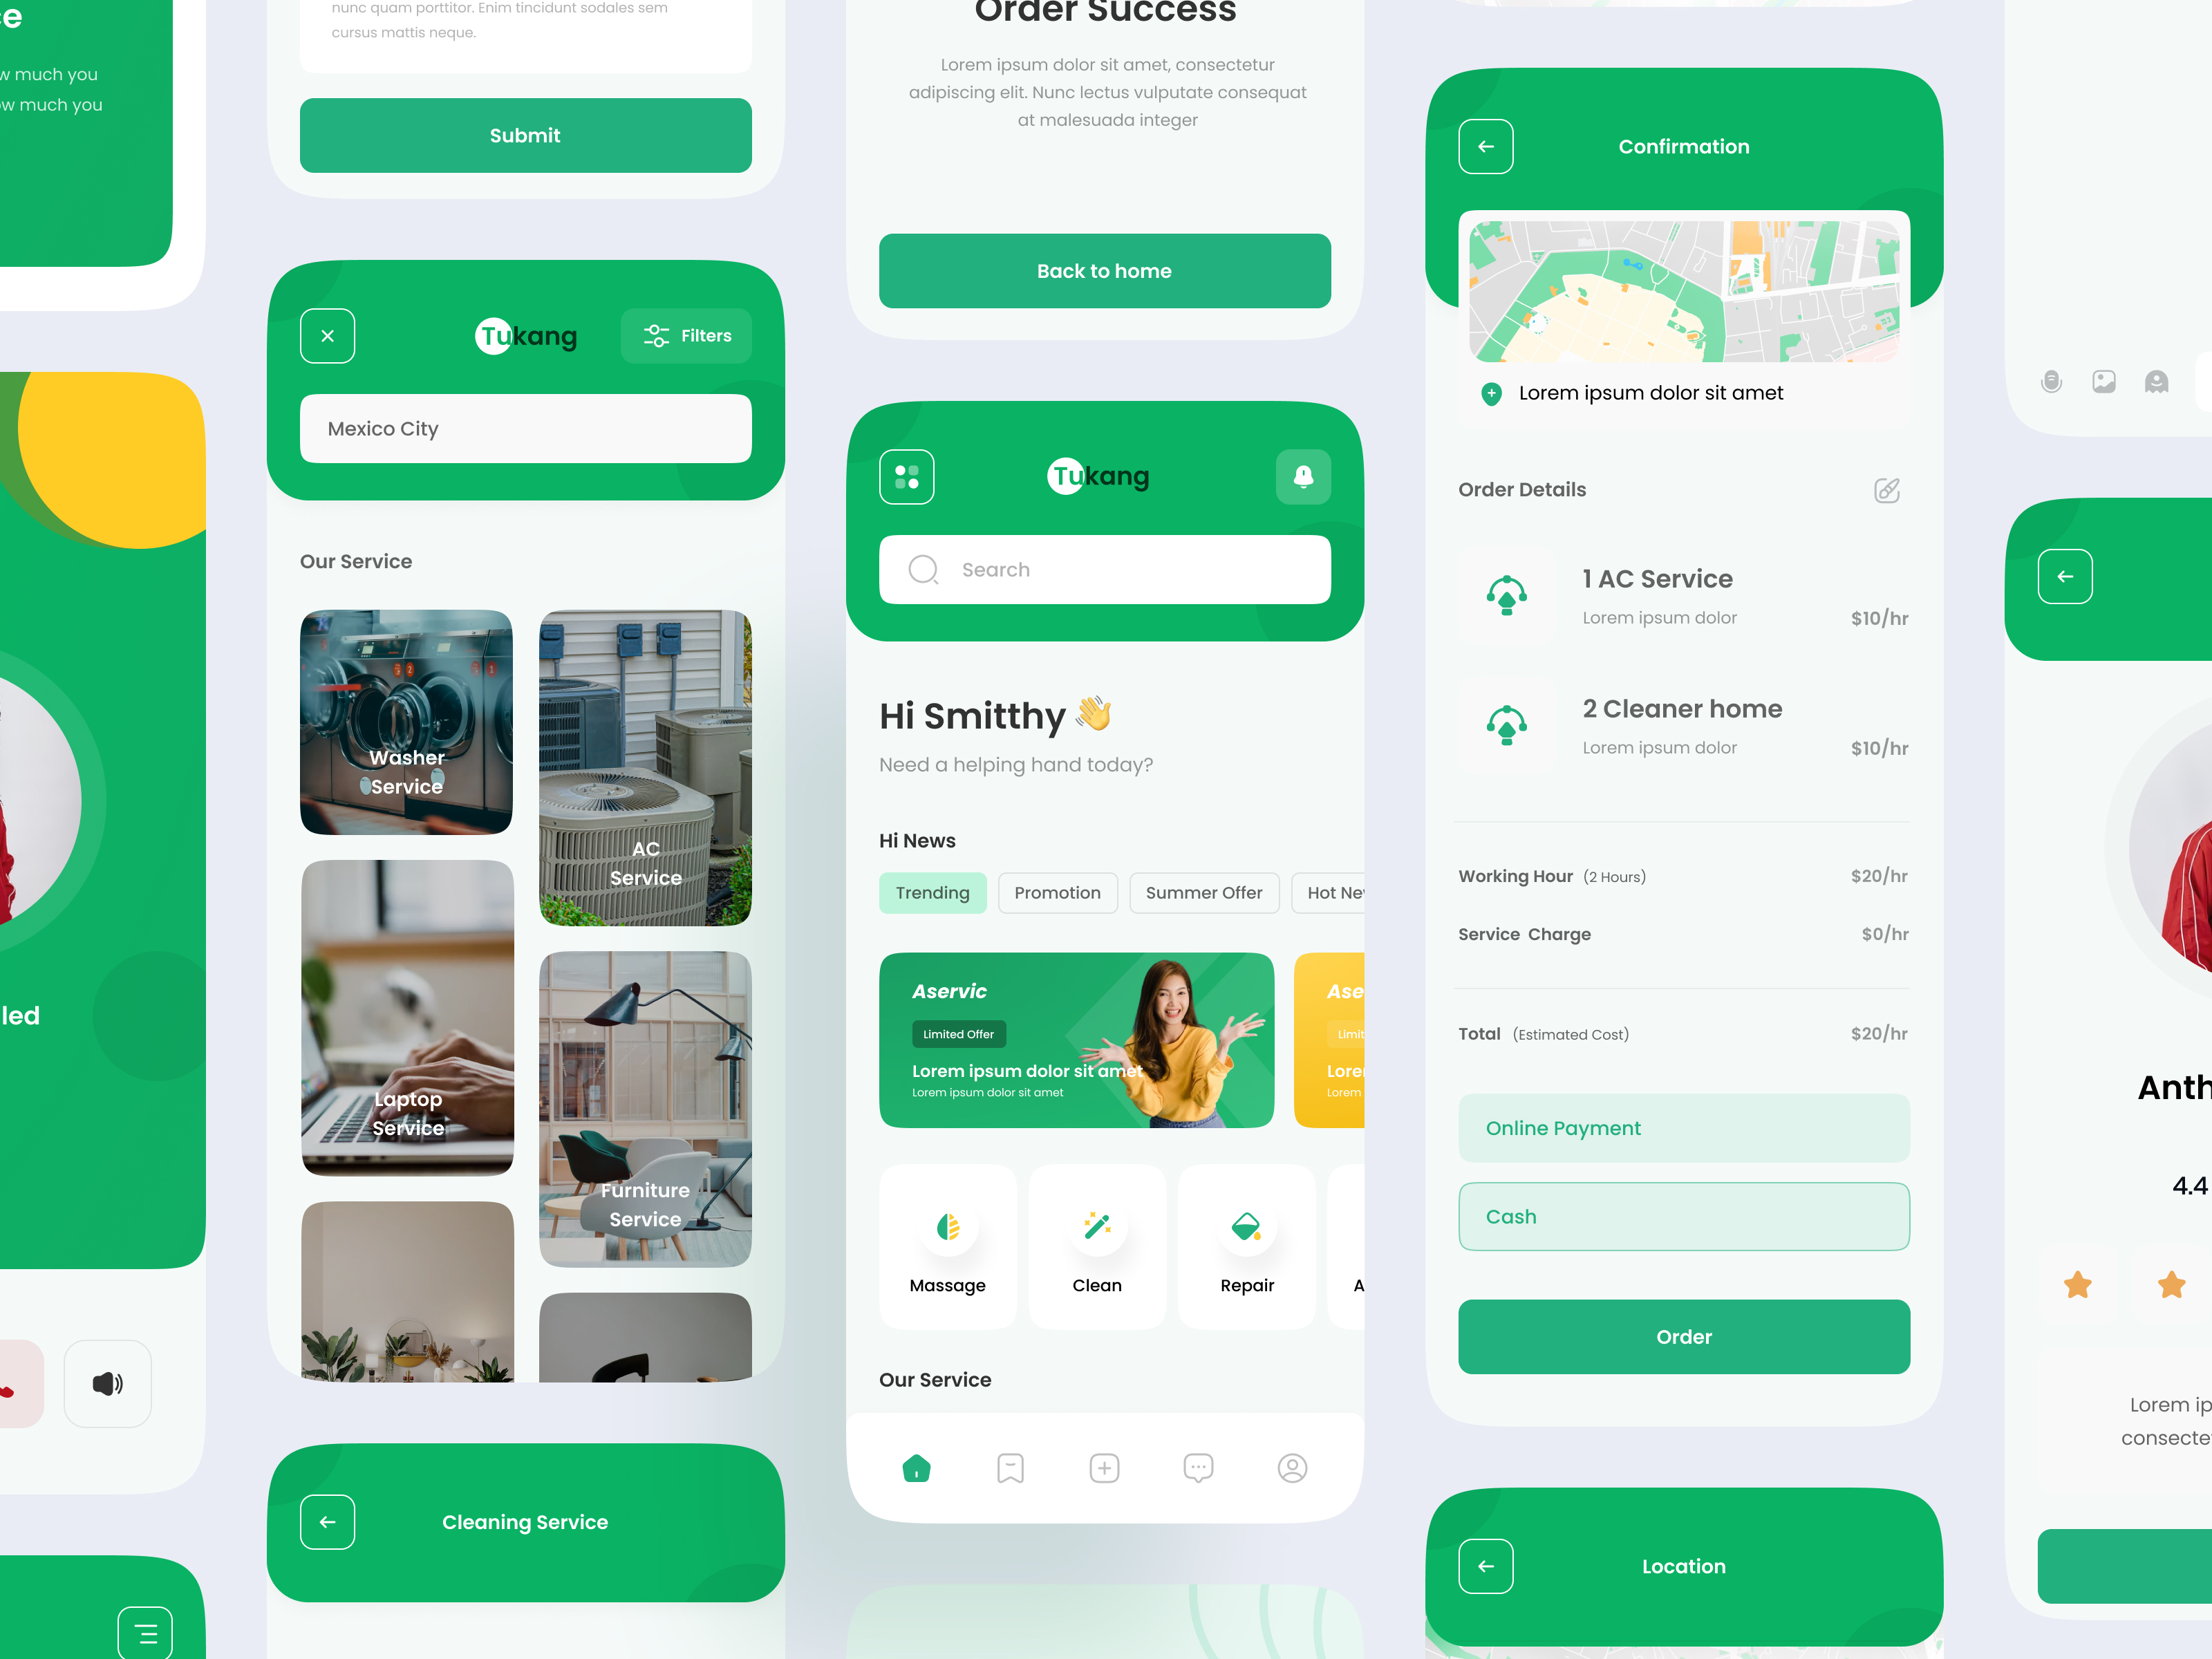 ce
w much you
ow much you
led
nunc quam porttitor. Enim tincidunt sodales sem
cursus mattis neque.
Submit
Tukang
Filters
Mexico City
Our Service
Washer
Service
AC
Service
Laptop
Service
Furniture
Service
Cleaning Service
Order Success
Lorem ipsum dolor sit amet, consectetur
adipiscing elit. Nunc lectus vulputate consequat
at malesuada integer
Back to home
Tukang
Search
Hi Smitthy 👋
Need a helping hand today?
Hi News
Trending
Promotion
Summer Offer
Hot Ne
Aservic
Limited Offer
Lorem ipsum dolor sit amet
Lorem ipsum dolor sit amet
Ase
Limit
Lorer
Lorem
Massage
Clean
Repair
A
Our Service
Confirmation
Lorem ipsum dolor sit amet
Order Details
1 AC Service
Lorem ipsum dolor
$10/hr
2 Cleaner home
Lorem ipsum dolor
$10/hr
Working Hour (2 Hours)
$20/hr
Service Charge
$0/hr
Total (Estimated Cost)
$20/hr
Online Payment
Cash
Order
Location
Anth
4.4
Lorem ip
consecte